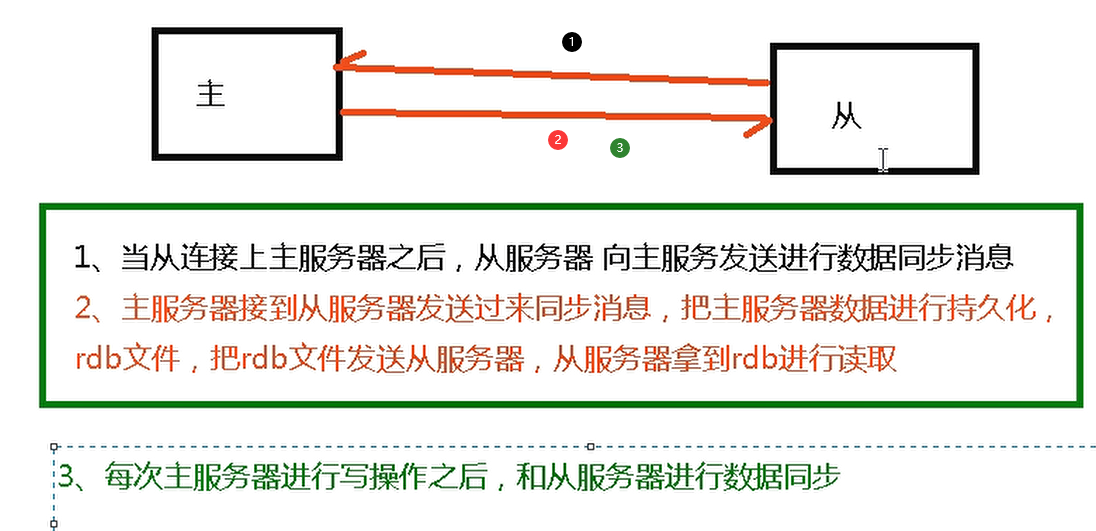 1
主
从
2
3
1、当从连接上主服务器之后，从服务器 向主服务发送进行数据同步消息
2、主服务器接到从服务器发送过来同步消息，把主服务器数据进行持久化，
rdb文件，把rdb文件发送从服务器，从服务器拿到rdb进行读取
3、每次主服务器进行写操作之后，和从服务器进行数据同步